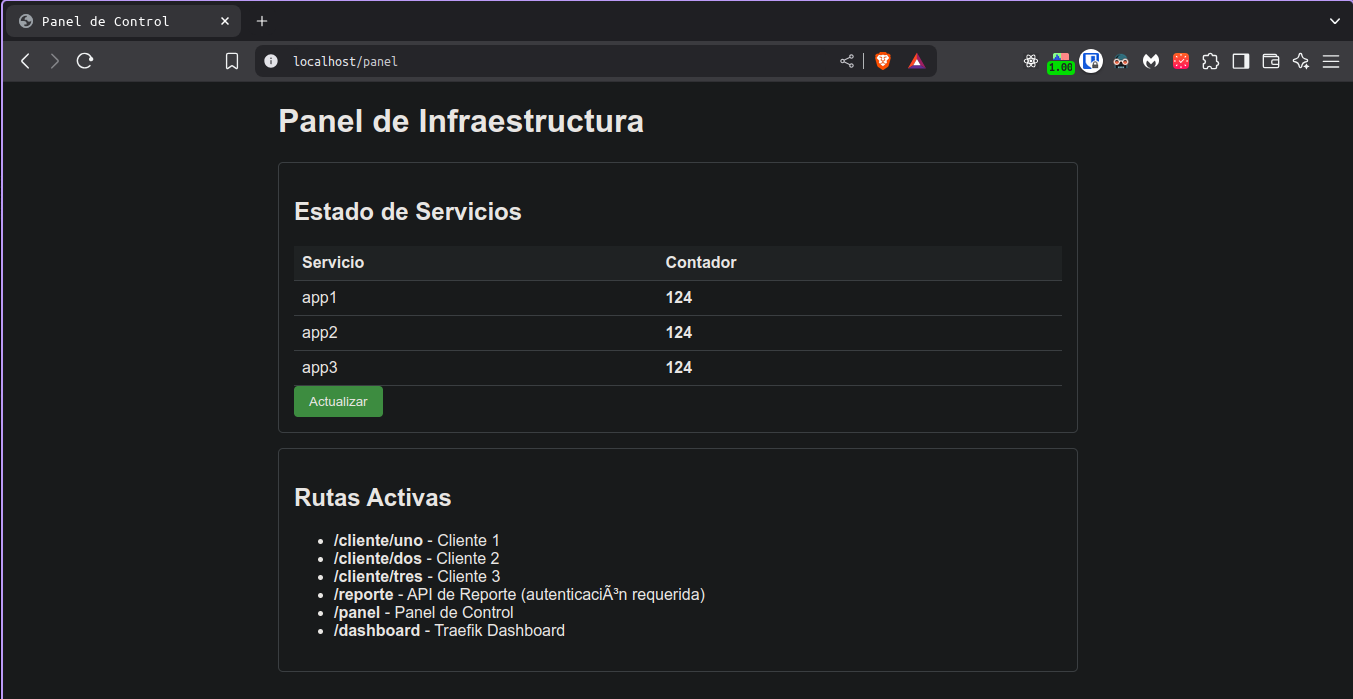 Panel de Control
localhost/panel
1.00
Panel de Infraestructura
Estado de Servicios
Servicio Contador
app1 124
app2 124
app3 124
Actualizar
Rutas Activas
/cliente/uno - Cliente 1
/cliente/dos - Cliente 2
/cliente/tres - Cliente 3
/reporte - API de Reporte (autenticaciÃ³n requerida)
/panel - Panel de Control
/dashboard - Traefik Dashboard